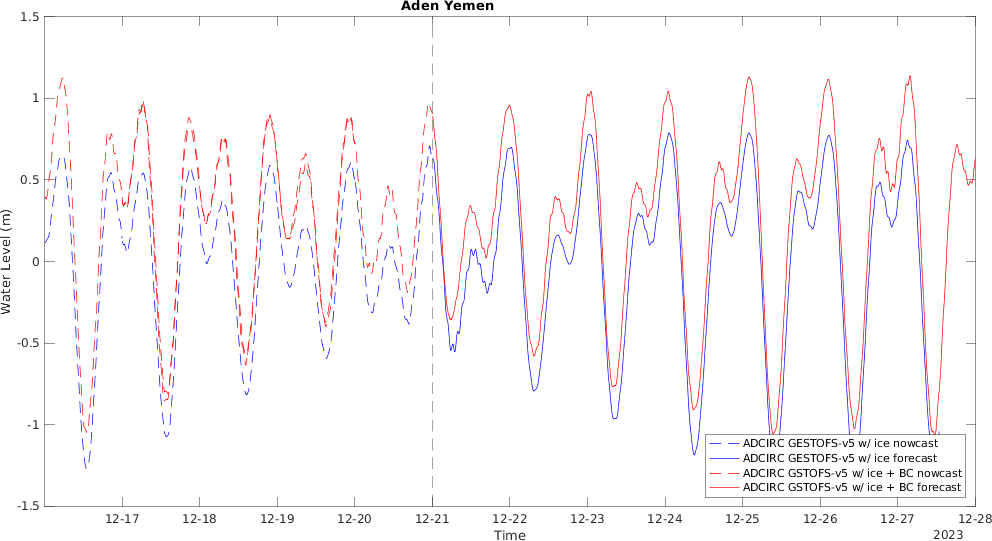 Aden Yemen
1.5
1
0.5
0
-0.5
-1
-1.5
Water Level (m)
ADCIRC GESTOFS-v5 w/ ice nowcast
ADCIRC GESTOFS-v5 w/ ice forecast
ADCIRC GSTOFS-v5 w/ ice + BC nowcast
ADCIRC GSTOFS-v5 w/ ice + BC forecast
12-17 12-18 12-19 12-20 12-21 12-22 12-23 12-24 12-25 12-26 12-27 12-28
Time
2023